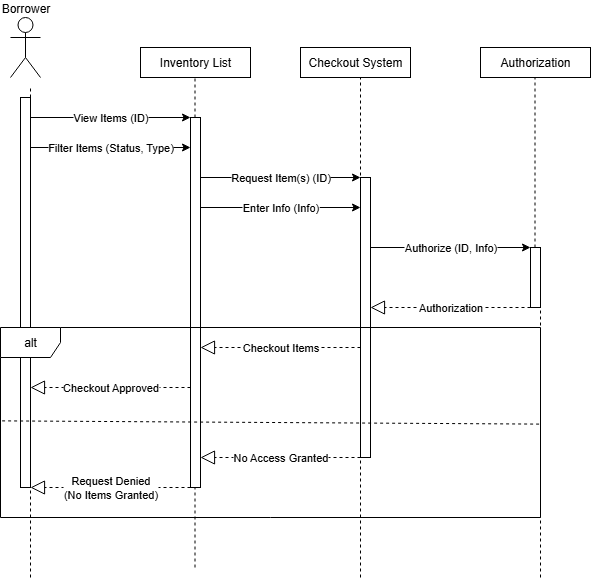 Borrower
Inventory List
Checkout System
Authorization
View Items (ID)
Filter Items (Status, Type)
Request Item(s) (ID)
Enter Info (Info)
Authorize (ID, Info)
Authorization
alt
Checkout Items
Checkout Approved
No Access Granted
Request Denied
(No Items Granted)